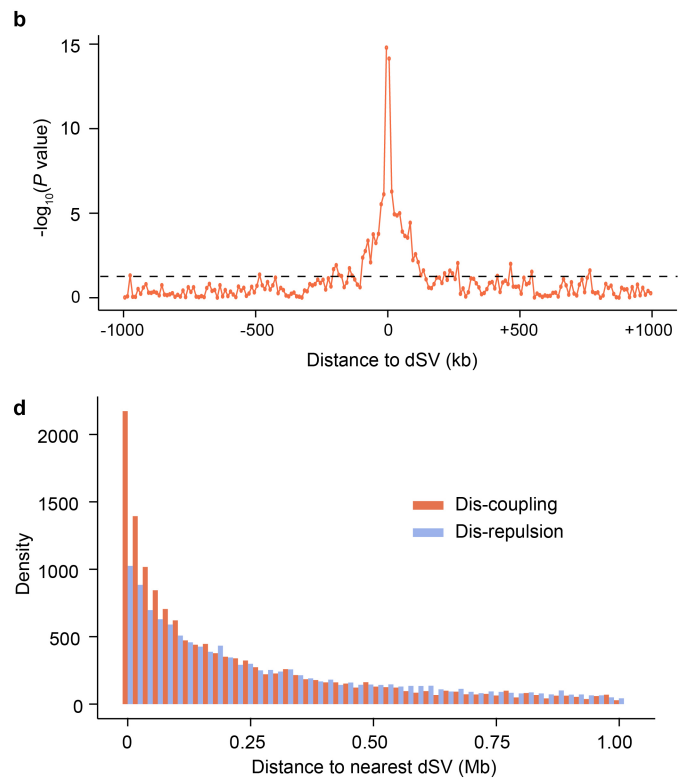 b
-log10(P value)
15
10
5
0
-1000
-500
0
+500
+1000
Distance to dSV (kb)
d
Density
2000
1500
1000
500
0
Dis-coupling
Dis-repulsion
0
0.25
0.50
0.75
1.00
Distance to nearest dSV (Mb)